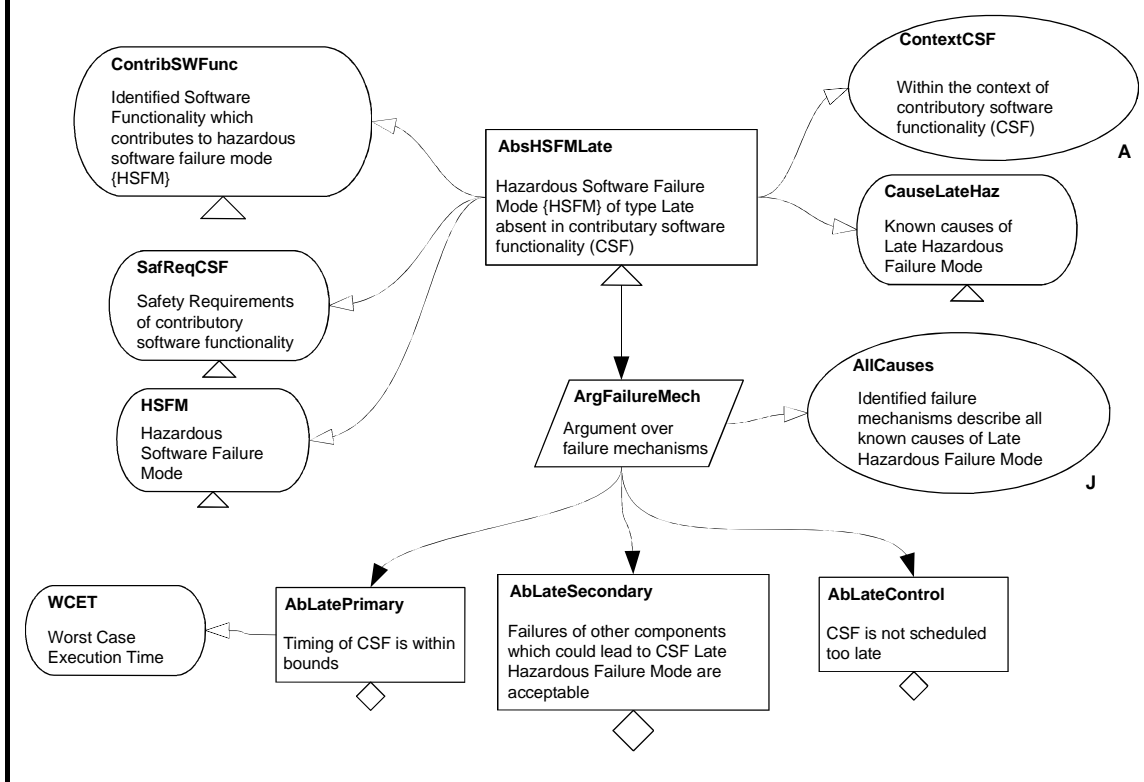 ContribSWFunc
Identified Software
Functionality which
contributes to hazardous
software failure mode
{HSFM}
ContextCSF
Within the context of
contributory software
functionality (CSF)
A
AbsHSFMLate
Hazardous Software Failure
Mode {HSFM} of type Late
absent in contributary software
functionality (CSF)
CauseLateHaz
Known causes of
Late Hazardous
Failure Mode
SafReqCSF
Safety Requirements
of contributory
software functionality
HSFM
Hazardous
Software Failure
Mode
ArgFailureMech
Argument over
failure mechanisms
AllCauses
Identified failure
mechanisms describe all
known causes of Late
Hazardous Failure Mode
J
WCET
Worst Case
Execution Time
AbLatePrimary
Timing of CSF is within
bounds
AbLateSecondary
Failures of other components
which could lead to CSF Late
Hazardous Failure Mode are
acceptable
AbLateControl
CSF is not scheduled
too late